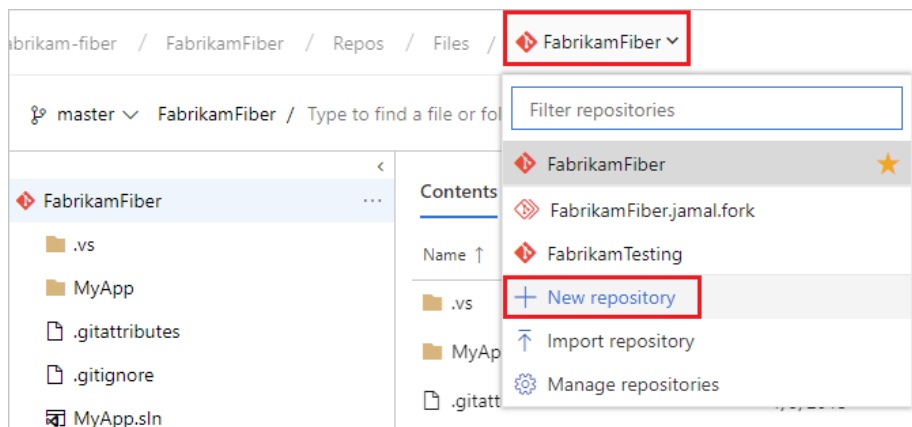 abrikam-fiber / FabrikamFiber / Repos / Files / FabrikamFiber
master FabrikamFiber / Type to find a file or fol
Filter repositories
FabrikamFiber
FabrikamFiber.jamal.fork
FabrikamTesting
New repository
Import repository
Manage repositories
FabrikamFiber ...
.vs
MyApp
.gitattributes
.gitignore
MyApp.sln
Contents
Name ↑
.vs
MyAp
.gitatt